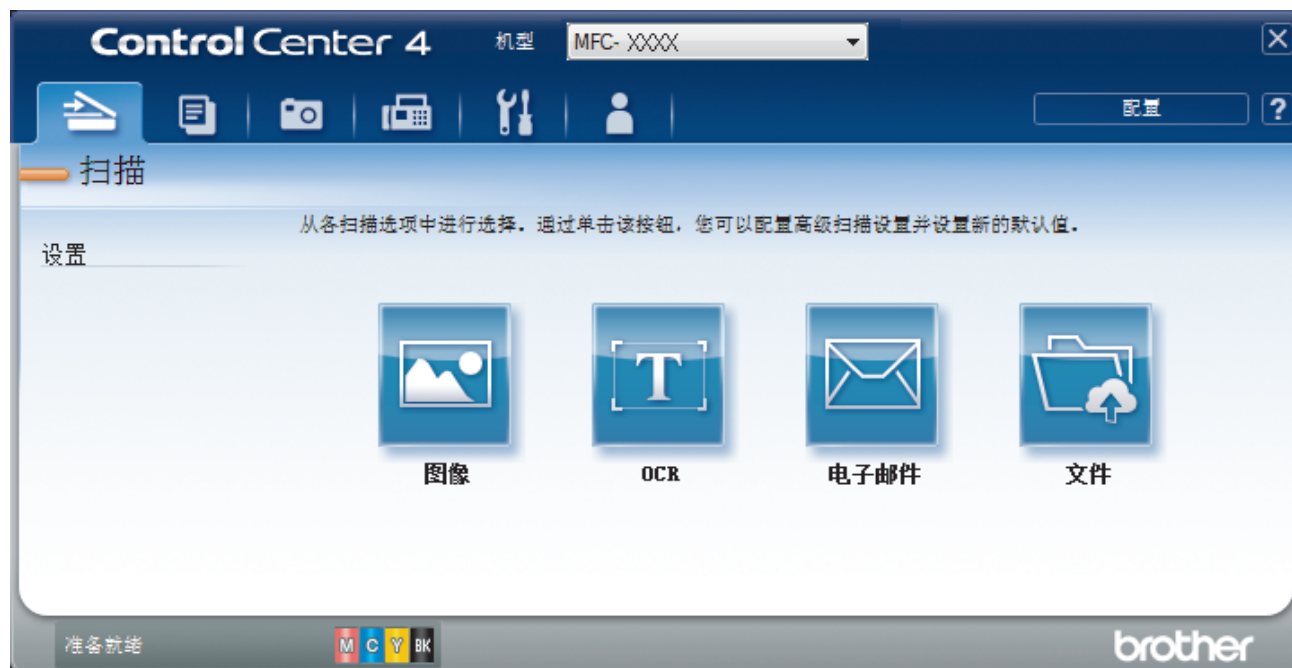 Control Center 4 机型 MFC- XXXX
配置 ?
扫描
从各扫描选项中进行选择。通过单击该按钮，您可以配置高级扫描设置并设置新的默认值。
设置
T
图像 OCR 电子邮件 文件
准备就绪 M C Y BK brother